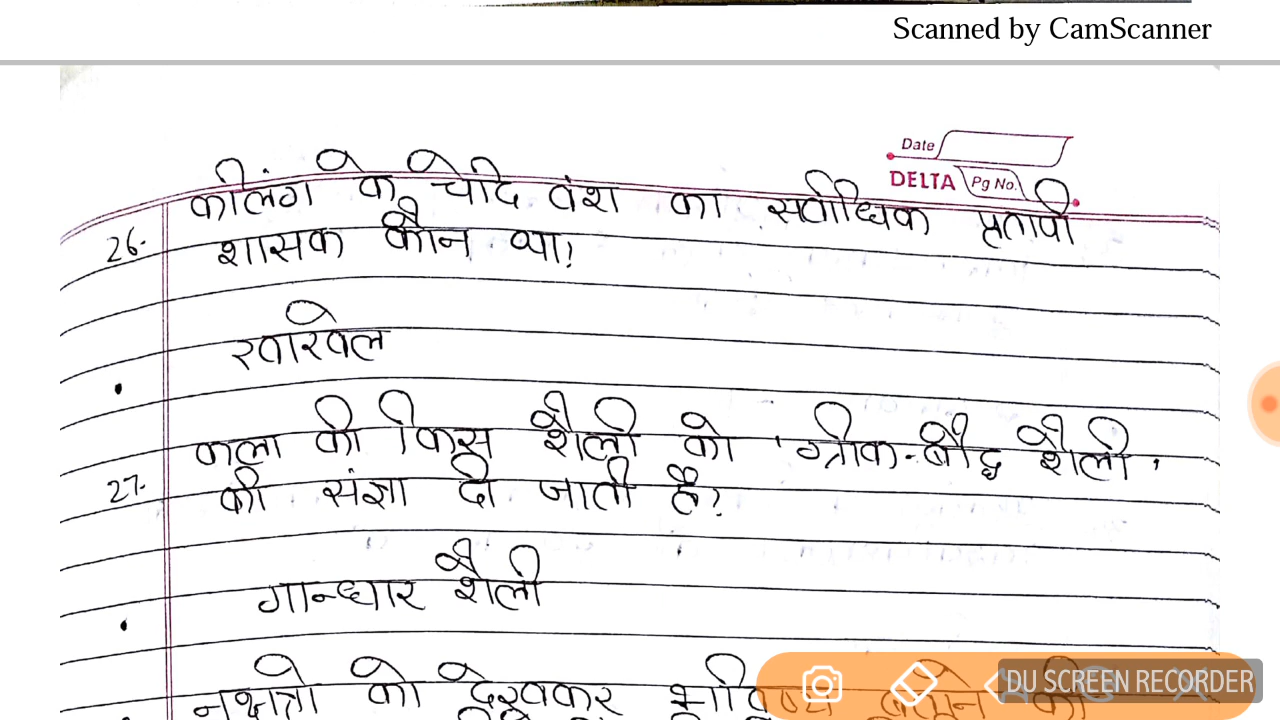 Scanned by CamScanner
Date
DELTA Pg No.
26. कलिंग के चेदि वंश का सर्वाधिक प्रतापी
शासक कौन था?
• खारवेल
27. कला की किस शैली को 'ग्रीक-बौद्ध शैली'
की संज्ञा दी जाती है?
• गान्धार शैली
नक्षत्रो को देखकर भविष्य
DU SCREEN RECORDER